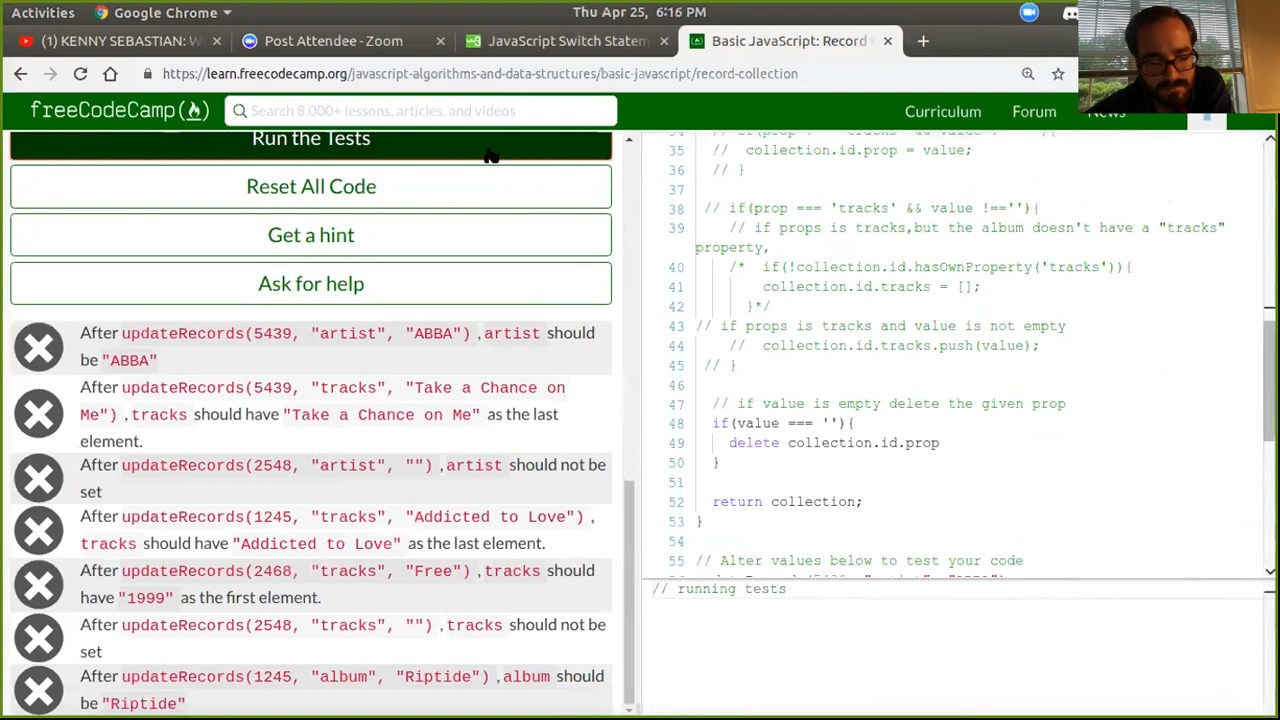 Activities Google Chrome Thu Apr 25, 6:16 PM
(1) KENNY SEBASTIAN: W × Post Attendee - Zo × Switch Statem × Basic JavaScript: Record ×
https://learn.freecodecamp.org/javascript-algorithms-and-data-structures/basic-javascript/record-collection
freeCodeCamp Search 8,000+ lessons, articles, and videos Curriculum Forum News
Run the Tests
Reset All Code
Get a hint
Ask for help
After updateRecords(5439, "artist", "ABBA"),artist should
be "ABBA"
After updateRecords(5439, "tracks", "Take a Chance on
Me"),tracks should have "Take a Chance on Me" as the last
element.
After updateRecords(2548, "artist", ""),artist should not be
set
After updateRecords(1245, "tracks", "Addicted to Love"),
tracks should have "Addicted to Love" as the last element.
After updateRecords(2468, "tracks", "Free"),tracks should
have "1999" as the first element.
After updateRecords(2548, "tracks", ""),tracks should not be
set
After updateRecords(1245, "album", "Riptide"),album should
be "Riptide"
35 // collection.id.prop = value;
36 // }
37
38 // if(prop === 'tracks' && value !==''){
39 // if props is tracks,but the album doesn't have a "tracks"
property,
40 /* if(!collection.id.hasOwnProperty('tracks')){
41 collection.id.tracks = [];
42 }*/
43 // if props is tracks and value is not empty
44 // collection.id.tracks.push(value);
45 // }
46
47 // if value is empty delete the given prop
48 if(value === ''){
49 delete collection.id.prop
50 }
51
52 return collection;
53 }
54
55 // Alter values below to test your code
// running tests